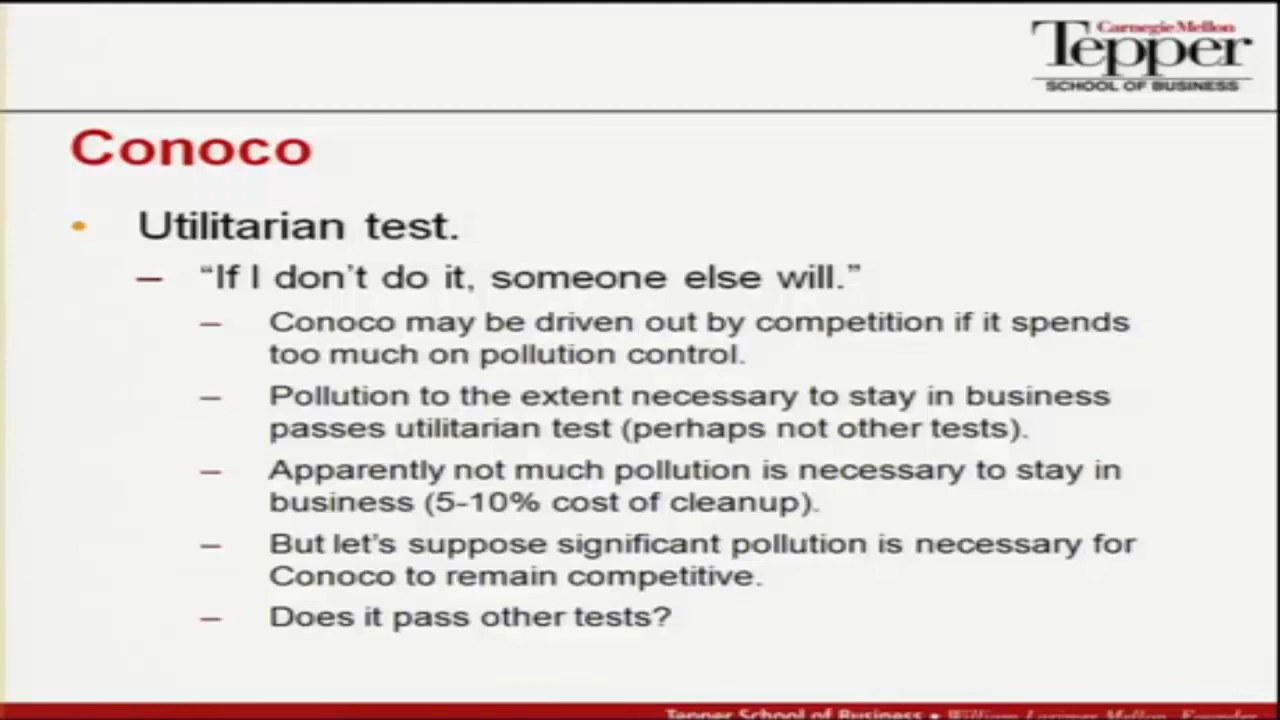 Carnegie Mellon
Tepper
SCHOOL OF BUSINESS
Conoco
• Utilitarian test.
– “If I don’t do it, someone else will.”
– Conoco may be driven out by competition if it spends
too much on pollution control.
– Pollution to the extent necessary to stay in business
passes utilitarian test (perhaps not other tests).
– Apparently not much pollution is necessary to stay in
business (5-10% cost of cleanup).
– But let’s suppose significant pollution is necessary for
Conoco to remain competitive.
– Does it pass other tests?
Tepper School of Business • William Larimer Mellon, Founder